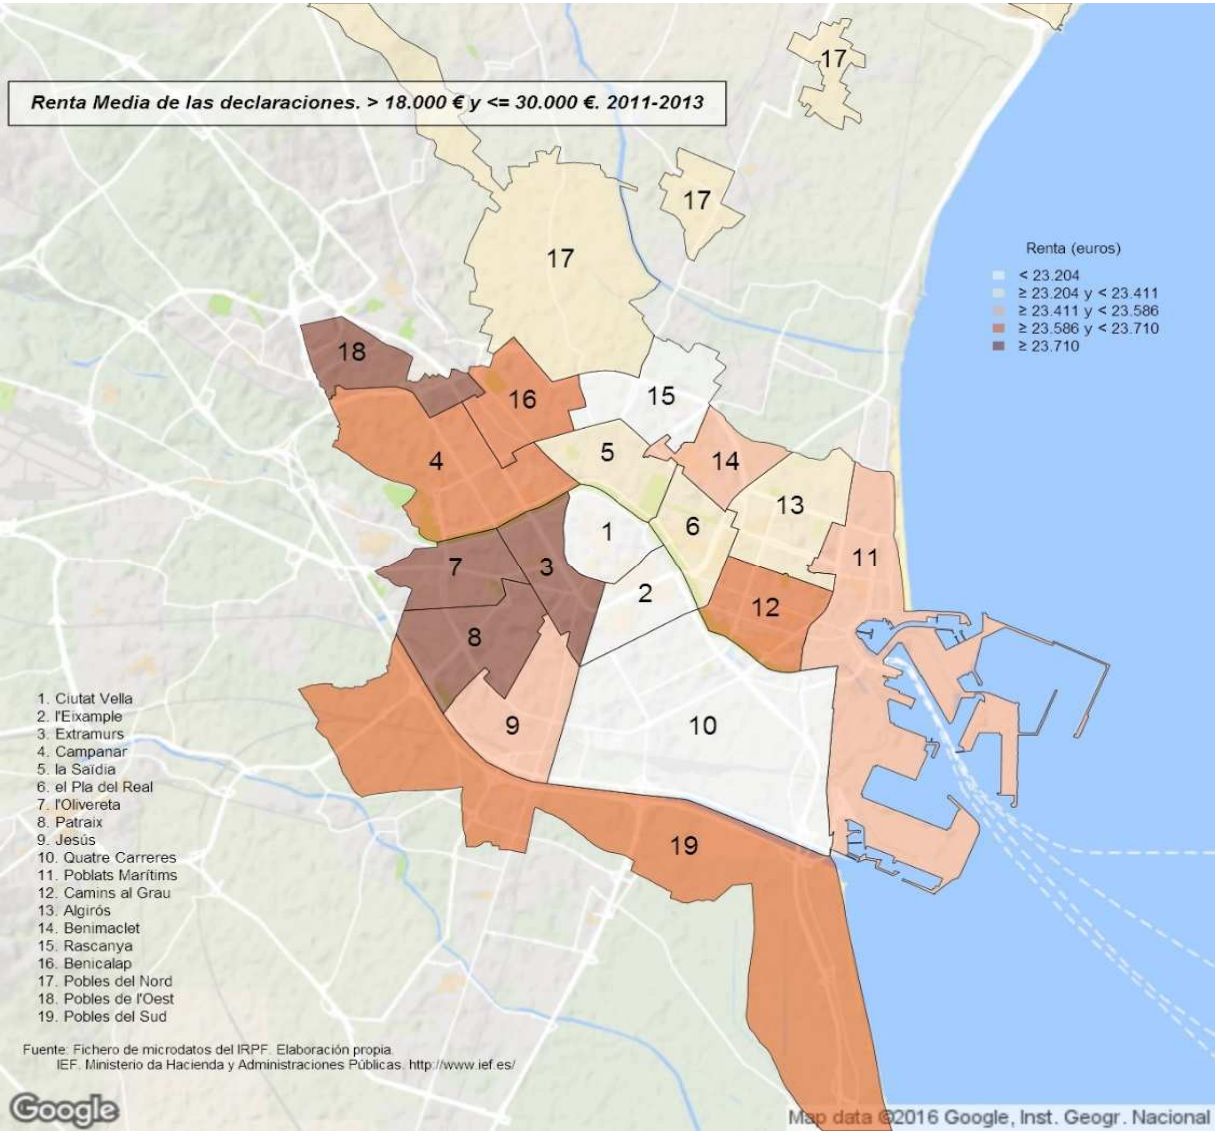 Renta Media de las declaraciones. > 18.000 € y <= 30.000 €. 2011-2013
17
17
17
Renta (euros)
< 23.204
≥ 23.204 y < 23.411
≥ 23.411 y < 23.586
≥ 23.586 y < 23.710
≥ 23.710
18
16
15
5
4
14
13
1
6
11
7
3
2
12
8
9
10
19
1. Ciutat Vella
2. l'Eixample
3. Extramurs
4. Campanar
5. la Saïdia
6. el Pla del Real
7. l'Olivereta
8. Patraix
9. Jesús
10. Quatre Carreres
11. Poblats Marítims
12. Camins al Grau
13. Algirós
14. Benimaclet
15. Rascanya
16. Benicalap
17. Pobles del Nord
18. Pobles de l'Oest
19. Pobles del Sud
Fuente: Fichero de microdatos del IRPF. Elaboración propia.
IEF. Ministerio da Hacienda y Administraciones Públicas. http://www.ief.es/
Google
Map data ©2016 Google, Inst. Geogr. Nacional